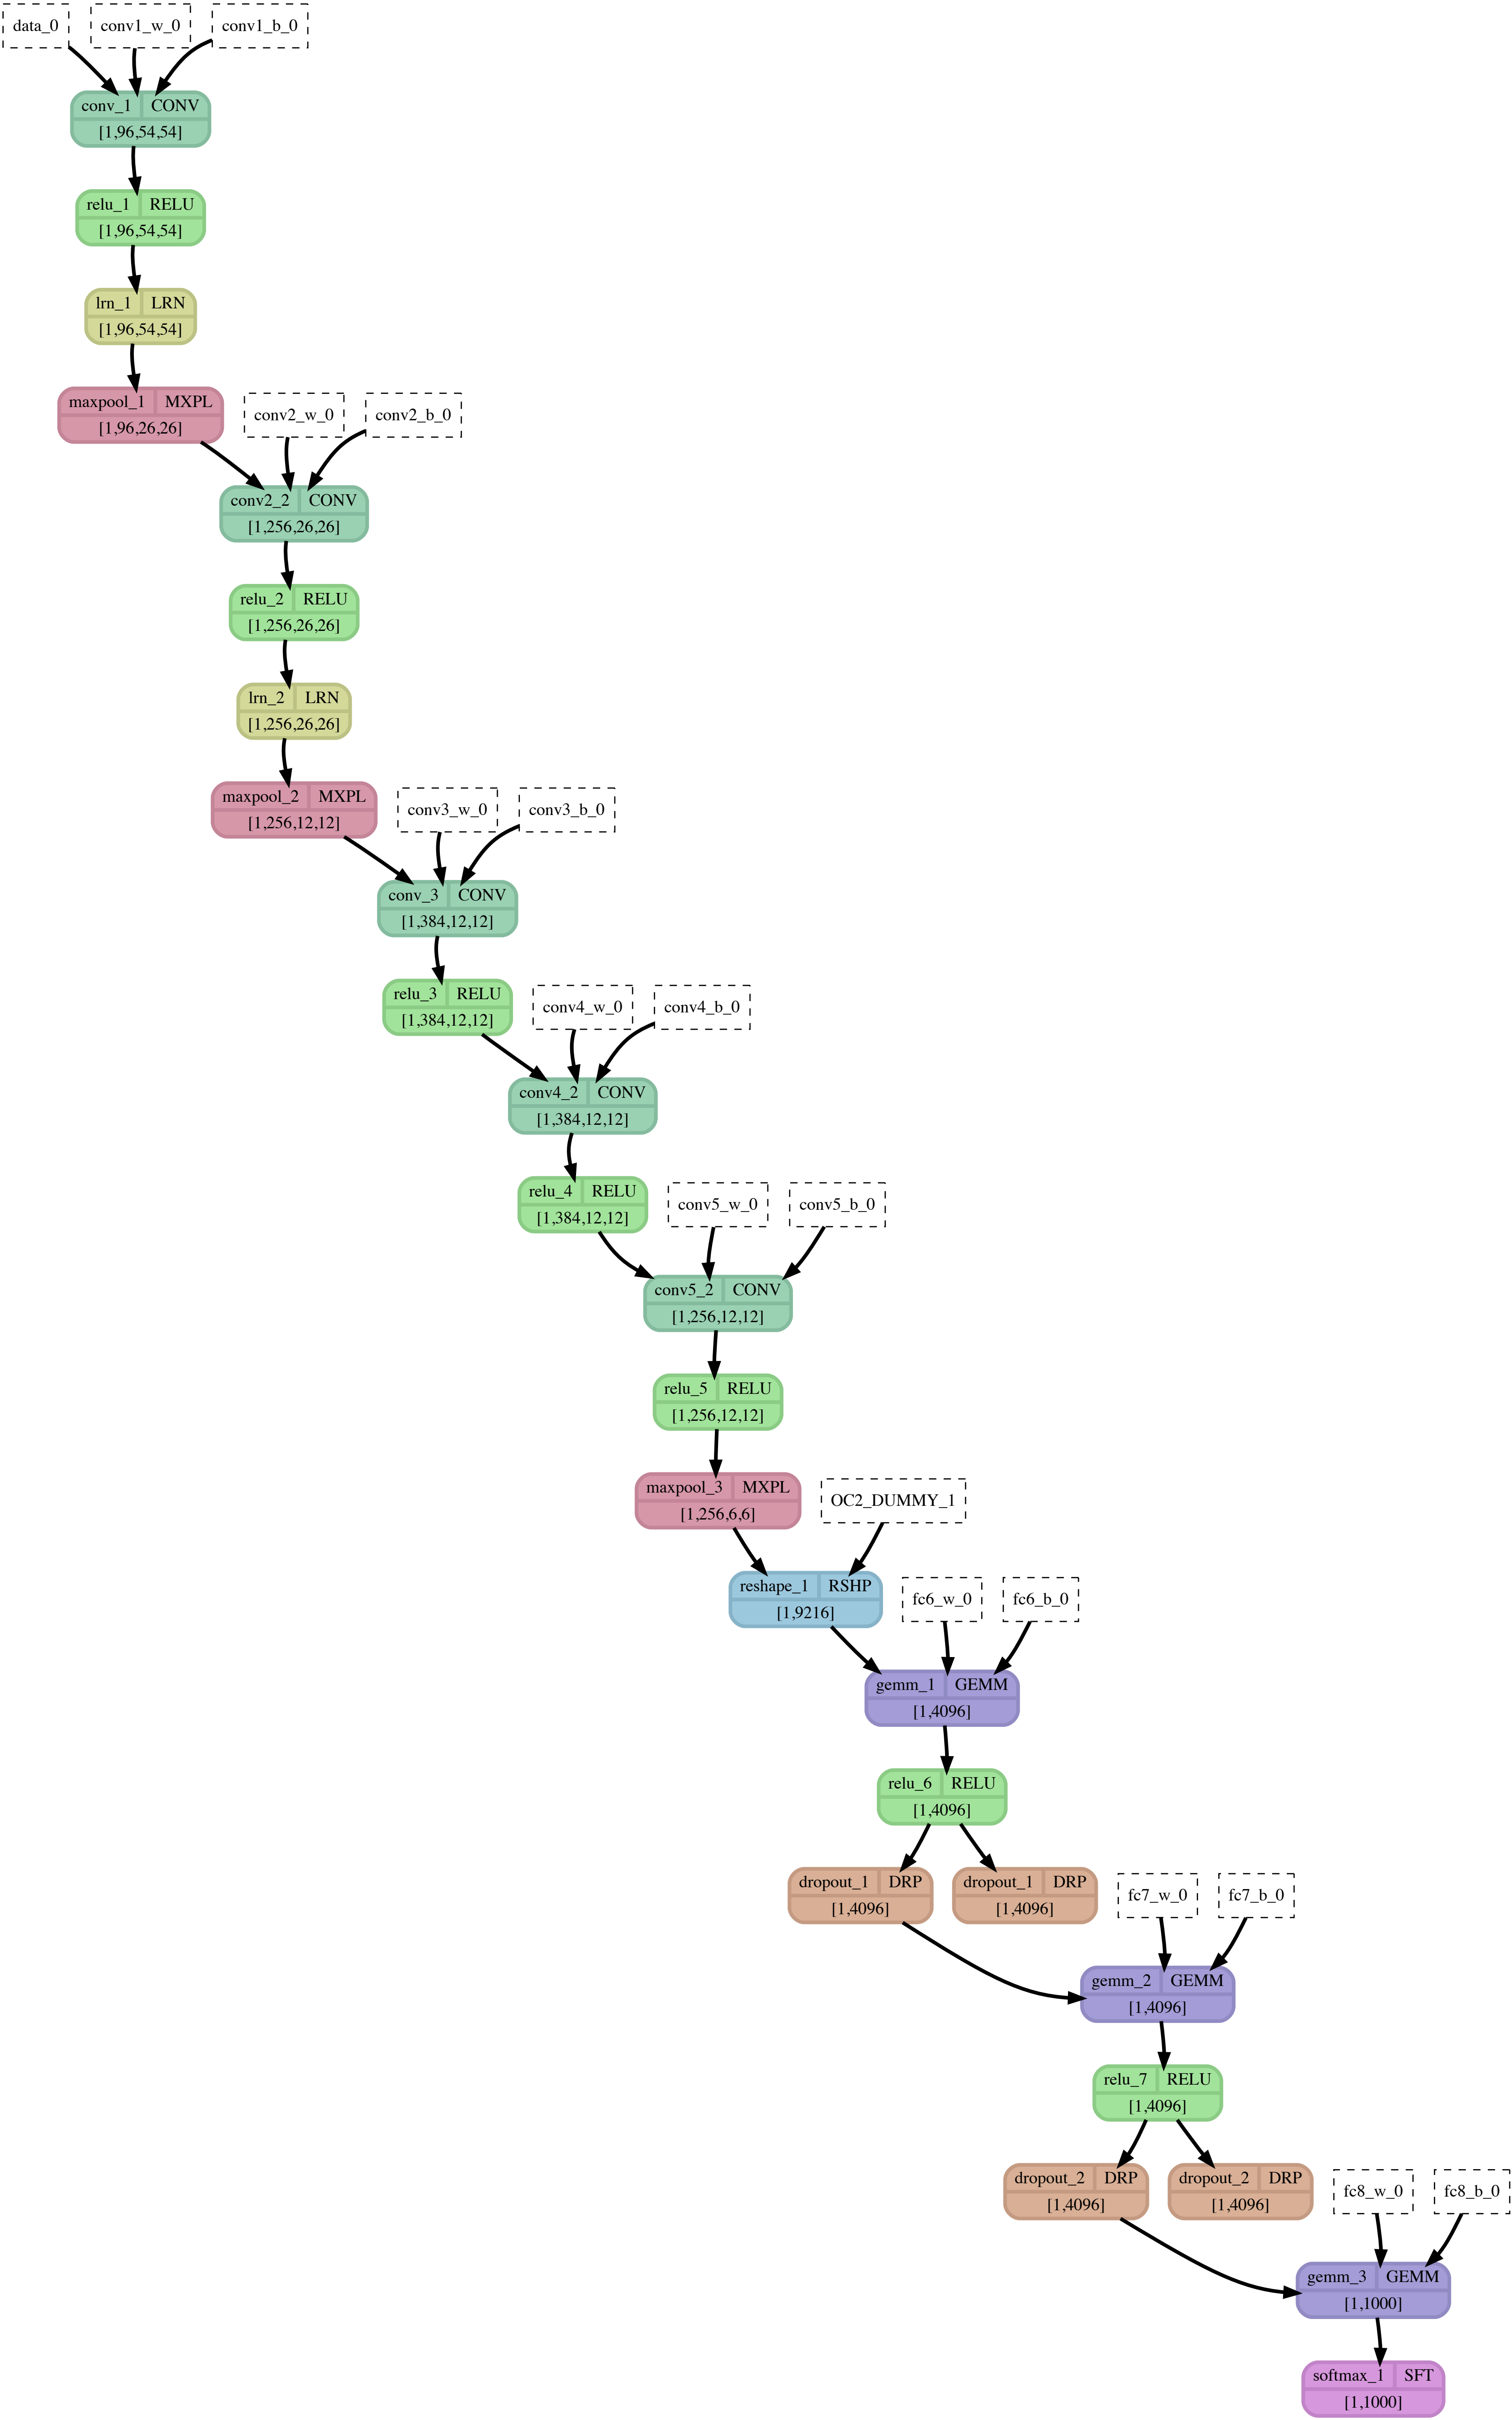 data_0 conv1_w_0 conv1_b_0
conv_1 CONV
[1,96,54,54]
relu_1 RELU
[1,96,54,54]
lrn_1 LRN
[1,96,54,54]
maxpool_1 MXPL conv2_w_0 conv2_b_0
[1,96,26,26]
conv2_2 CONV
[1,256,26,26]
relu_2 RELU
[1,256,26,26]
lrn_2 LRN
[1,256,26,26]
maxpool_2 MXPL conv3_w_0 conv3_b_0
[1,256,12,12]
conv_3 CONV
[1,384,12,12]
relu_3 RELU conv4_w_0 conv4_b_0
[1,384,12,12]
conv4_2 CONV
[1,384,12,12]
relu_4 RELU conv5_w_0 conv5_b_0
[1,384,12,12]
conv5_2 CONV
[1,256,12,12]
relu_5 RELU
[1,256,12,12]
maxpool_3 MXPL OC2_DUMMY_1
[1,256,6,6]
reshape_1 RSHP fc6_w_0 fc6_b_0
[1,9216]
gemm_1 GEMM
[1,4096]
relu_6 RELU
[1,4096]
dropout_1 DRP dropout_1 DRP fc7_w_0 fc7_b_0
[1,4096] [1,4096]
gemm_2 GEMM
[1,4096]
relu_7 RELU
[1,4096]
dropout_2 DRP dropout_2 DRP fc8_w_0 fc8_b_0
[1,4096] [1,4096]
gemm_3 GEMM
[1,1000]
softmax_1 SFT
[1,1000]